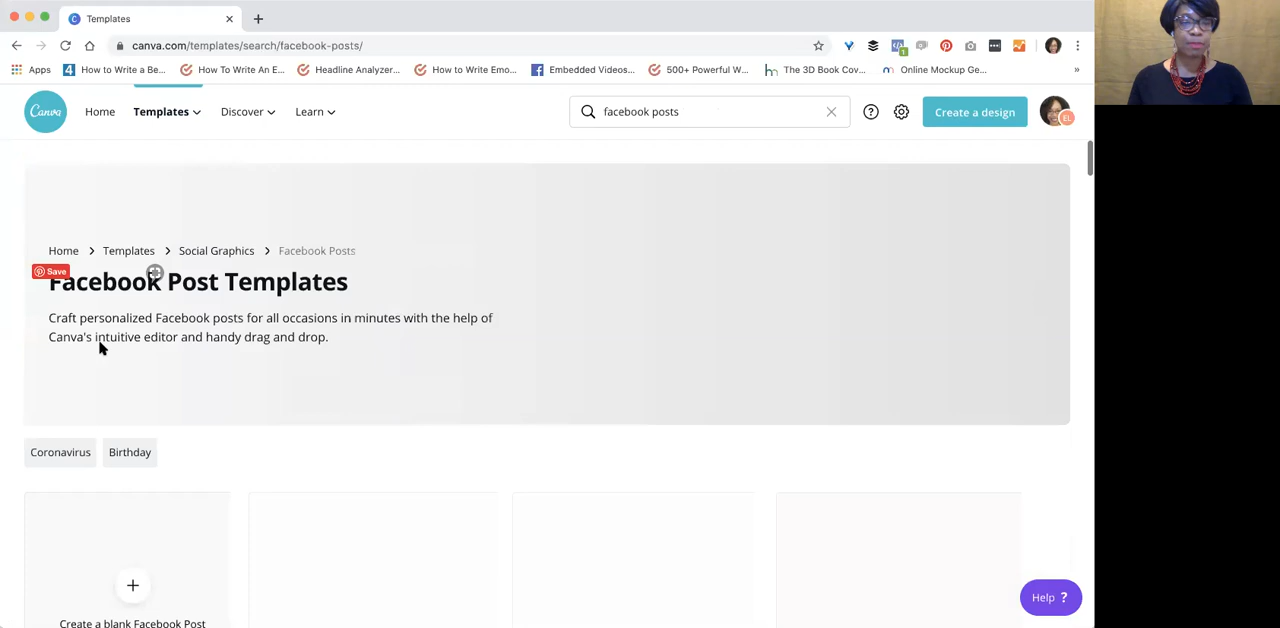 Templates
canva.com/templates/search/facebook-posts/
Apps
How to Write a Be...
How To Write An E...
Headline Analyzer...
How to Write Emo...
Embedded Videos...
500+ Powerful W...
The 3D Book Cov...
Online Mockup Ge...
»
Canva
Home
Templates
Discover
Learn
facebook posts
Create a design
EL
Home > Templates > Social Graphics > Facebook Posts
Save
Facebook Post Templates
Craft personalized Facebook posts for all occasions in minutes with the help of
Canva's intuitive editor and handy drag and drop.
Coronavirus
Birthday
Create a blank Facebook Post
Help ?